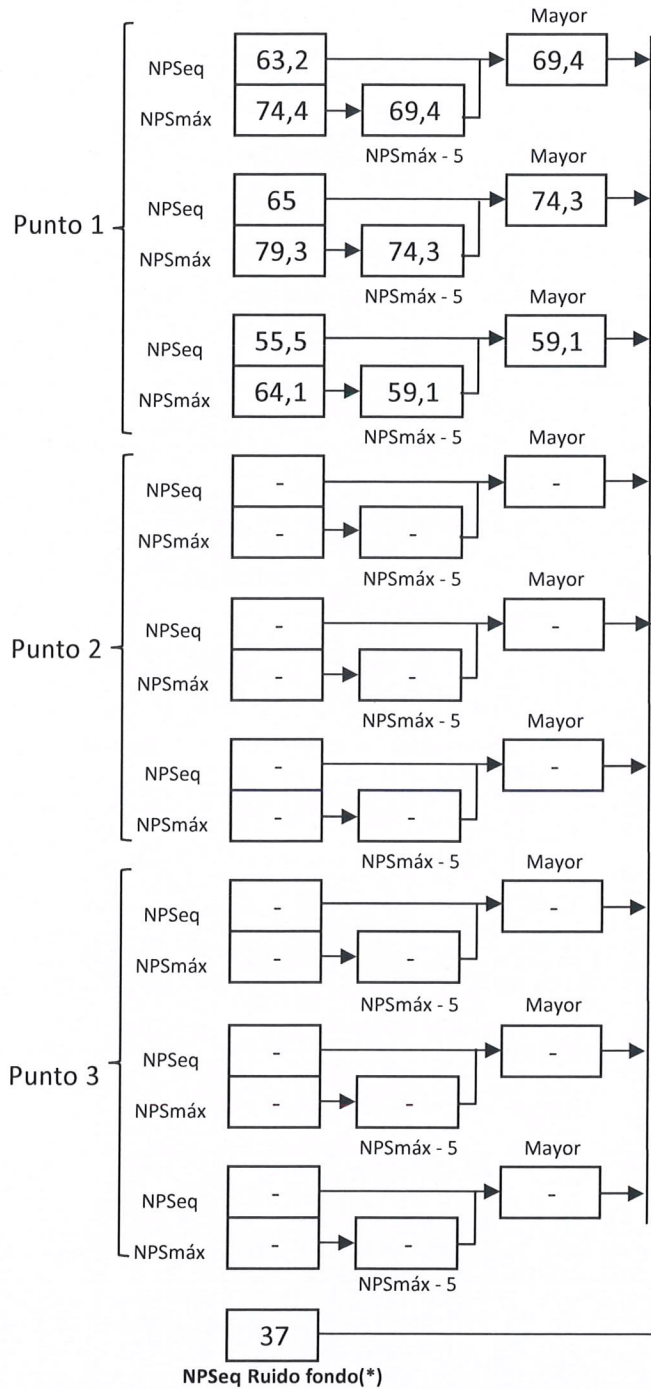 Mayor
NPSeq 63,2 69,4
NPSmáx 74,4 69,4
NPSmáx - 5
Mayor
Punto 1
NPSeq 65 74,3
NPSmáx 79,3 74,3
NPSmáx - 5
Mayor
NPSeq 55,5 59,1
NPSmáx 64,1 59,1
NPSmáx - 5
Mayor
NPSeq - -
NPSmáx - -
NPSmáx - 5
Mayor
Punto 2
NPSeq - -
NPSmáx - -
NPSmáx - 5
Mayor
NPSeq - -
NPSmáx - -
NPSmáx - 5
Mayor
NPSeq - -
NPSmáx - -
NPSmáx - 5
Mayor
Punto 3
NPSeq - -
NPSmáx - -
NPSmáx - 5
Mayor
NPSeq - -
NPSmáx - -
NPSmáx - 5
37
NPSeq Ruido fondo(*)